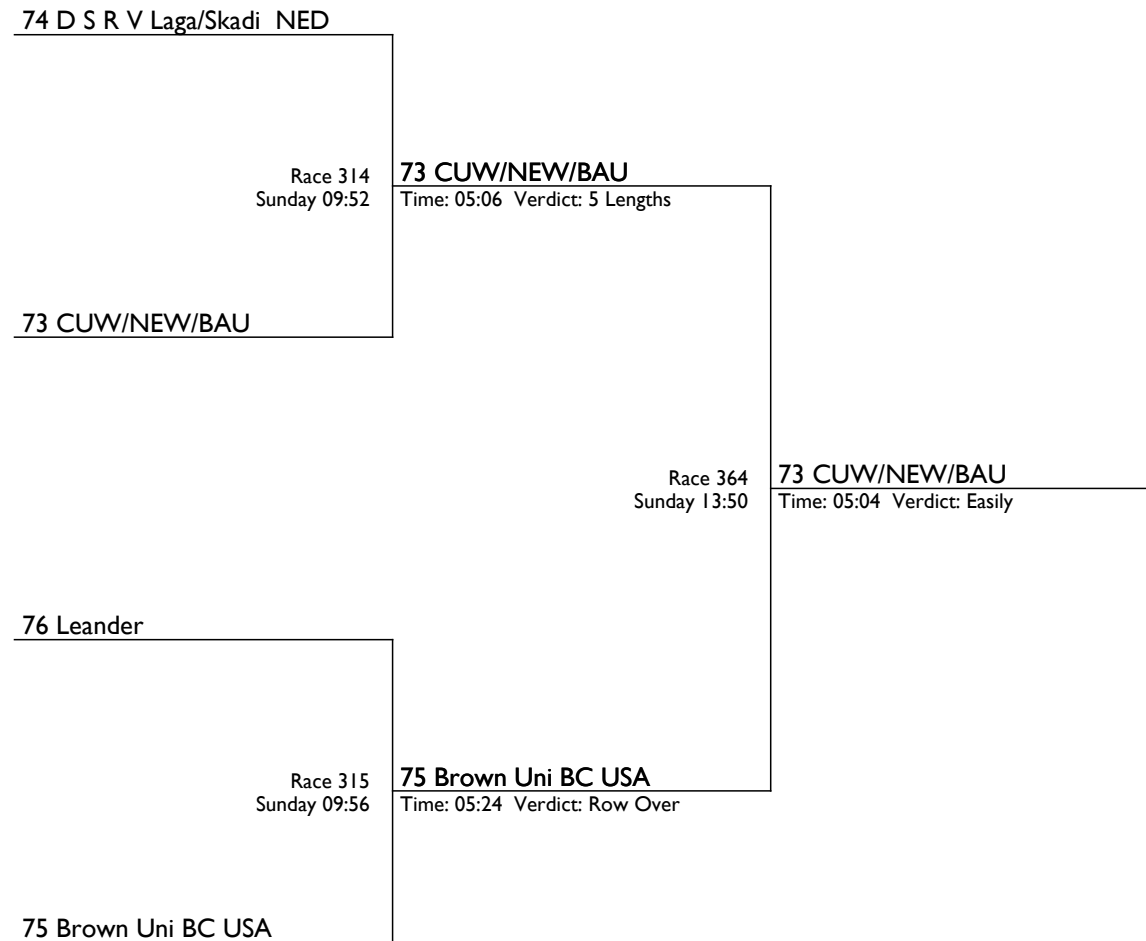 74 D S R V Laga/Skadi NED
Race 314
Sunday 09:52
73 CUW/NEW/BAU
Time: 05:06 Verdict: 5 Lengths
73 CUW/NEW/BAU
Race 364
Sunday 13:50
73 CUW/NEW/BAU
Time: 05:04 Verdict: Easily
76 Leander
Race 315
Sunday 09:56
75 Brown Uni BC USA
Time: 05:24 Verdict: Row Over
75 Brown Uni BC USA